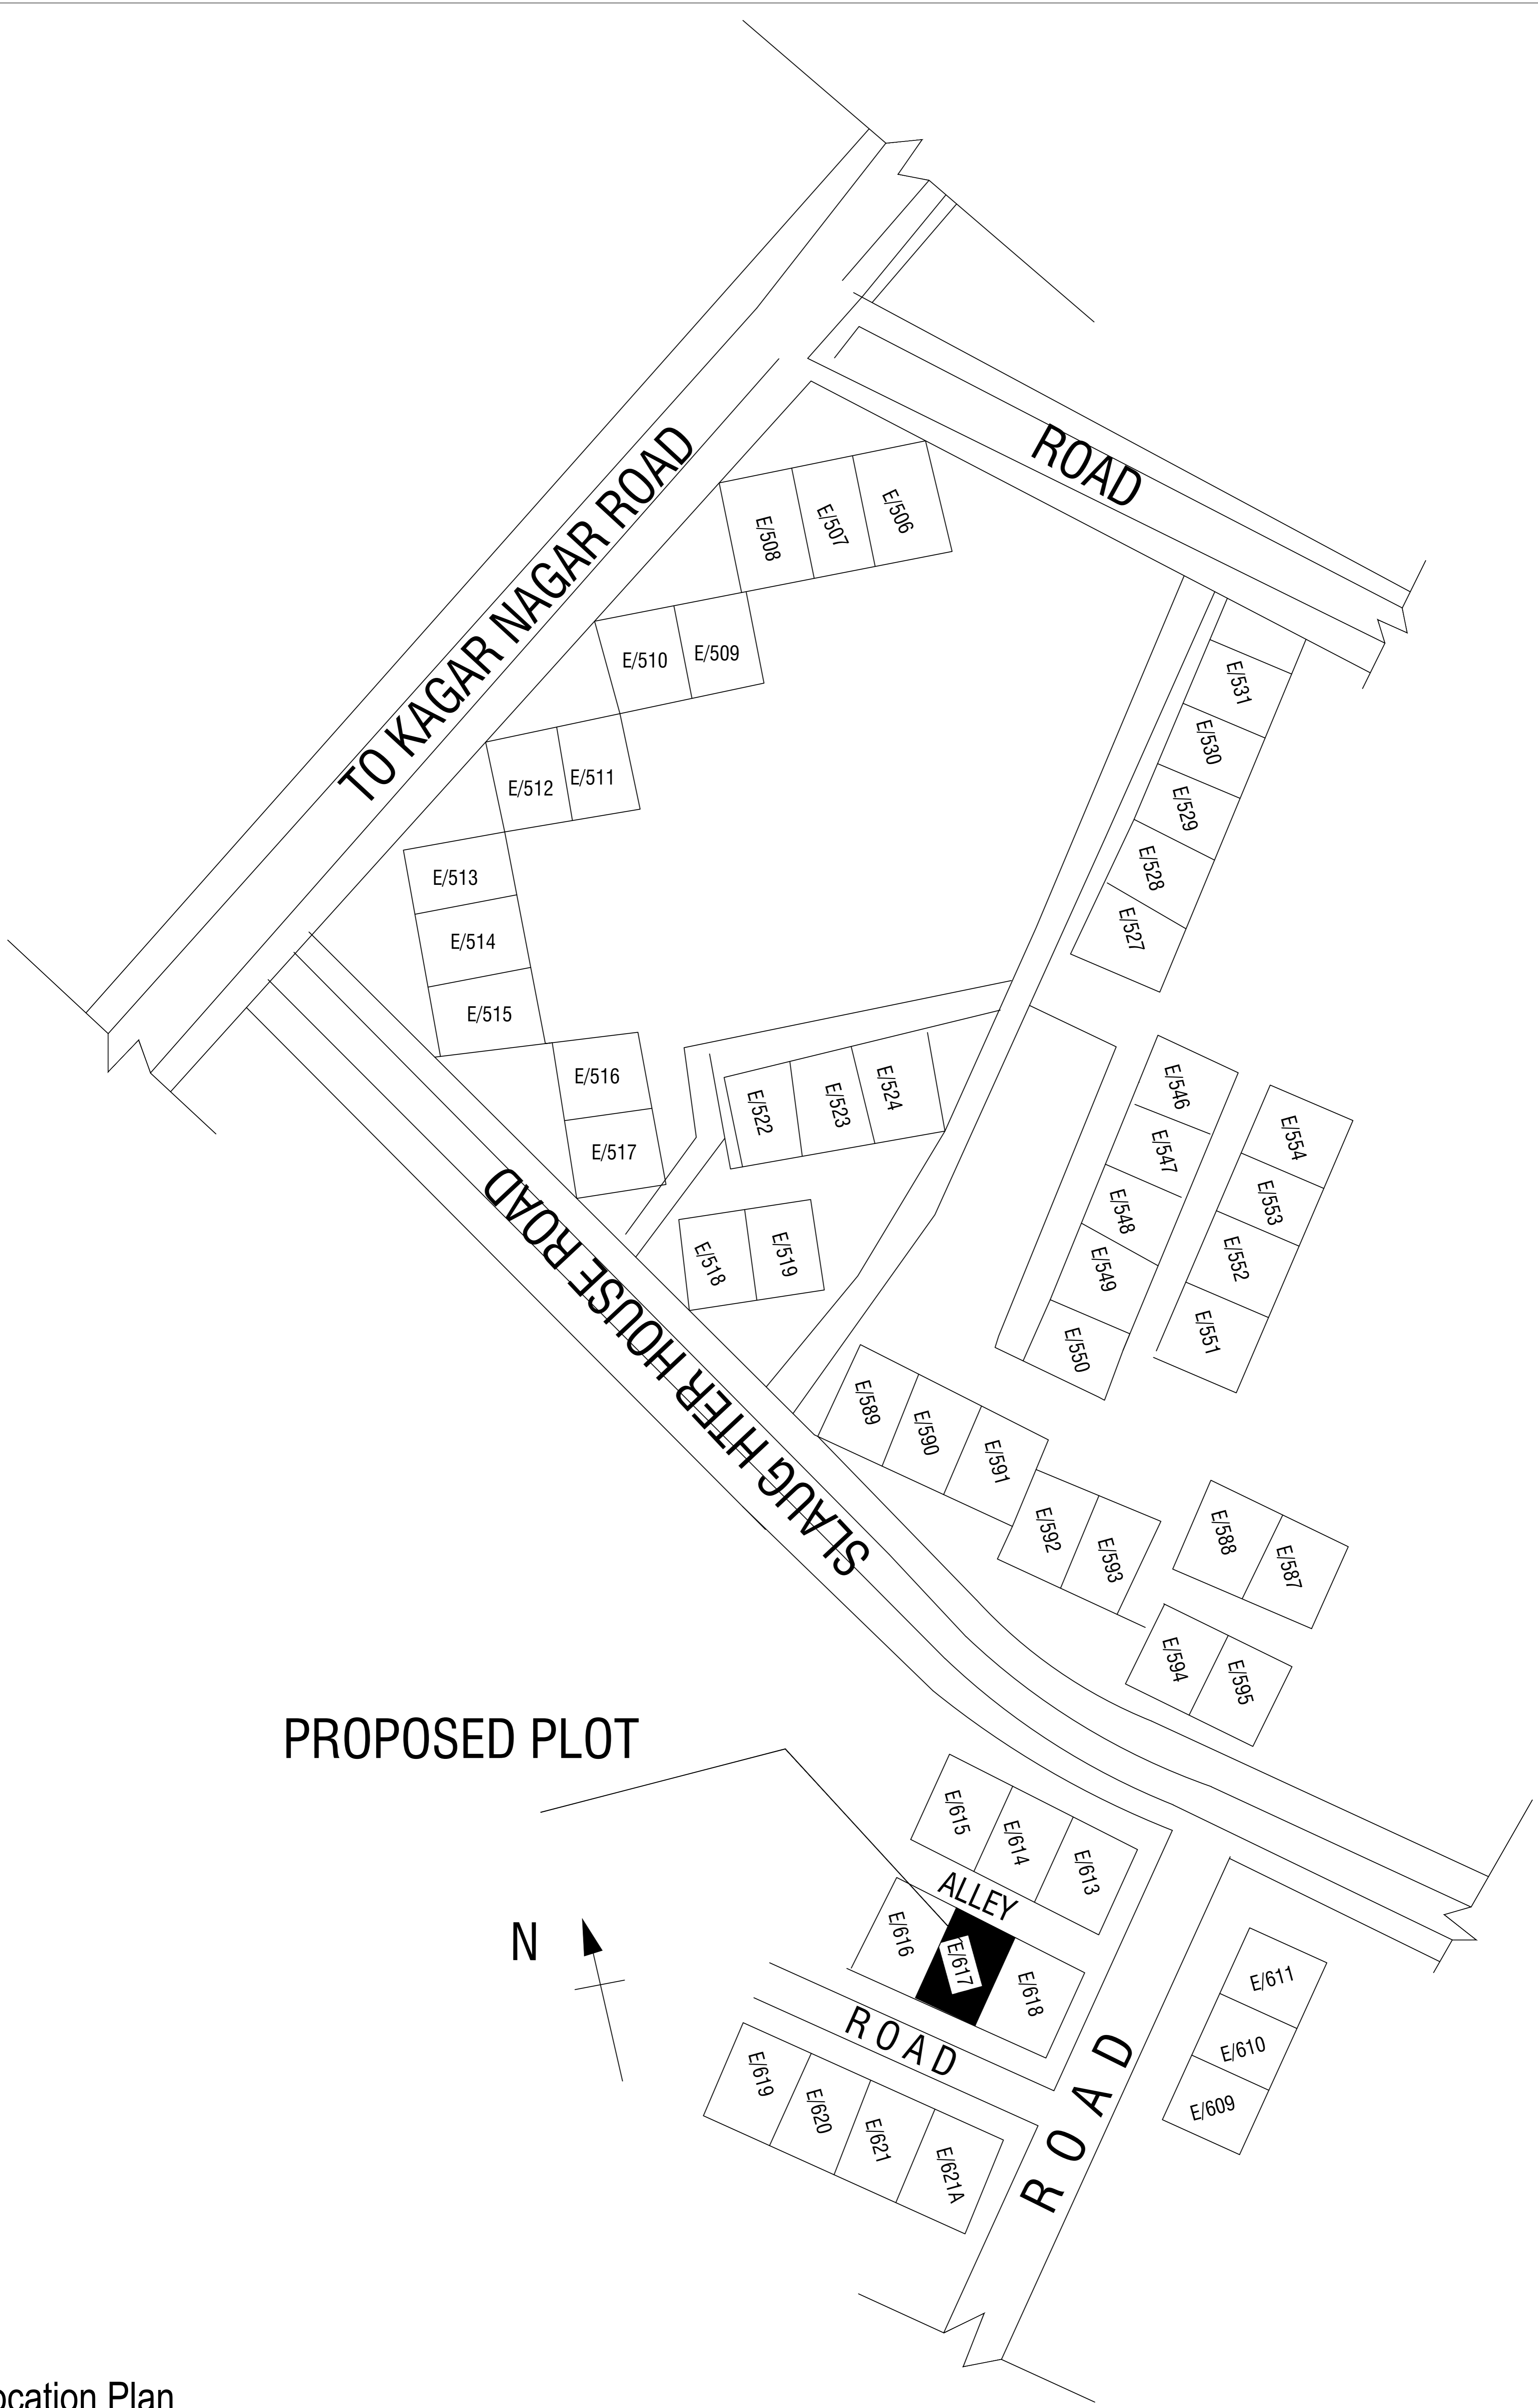 ROAD
TO KAGAR NAGAR ROAD
E/508
E/507
E/506
E/510
E/509
E/512
E/511
E/513
E/514
E/515
E/516
E/517
E/531
E/530
E/529
E/528
E/527
E/522
E/523
E/524
E/518
E/519
SLAUG HTER HOUSE ROAD
E/546
E/547
E/548
E/549
E/550
E/554
E/553
E/552
E/551
E/589
E/590
E/591
E/592
E/593
E/588
E/587
E/594
E/595
PROPOSED PLOT
E/615
E/614
E/613
ALLEY
E/616
E/617
E/618
N
ROAD
E/619
E/620
E/621
E/621A
ROAD
E/611
E/610
E/609
ocation Plan